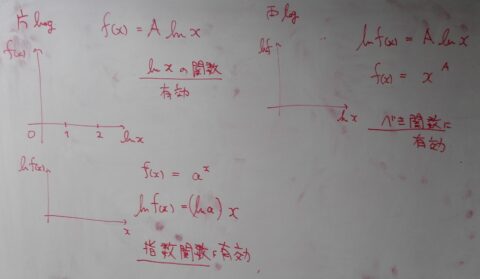 片log
f(x) = A ln x
f(x)
ln x の関数
有効
0 1 2 ln x
ln f(x)
f(x) = a^x
ln f(x) = (ln a) x
x
指数関数に有効
両log
ln f(x) = A ln x
ln f
f(x) = x^A
ln x
べき関数に
有効